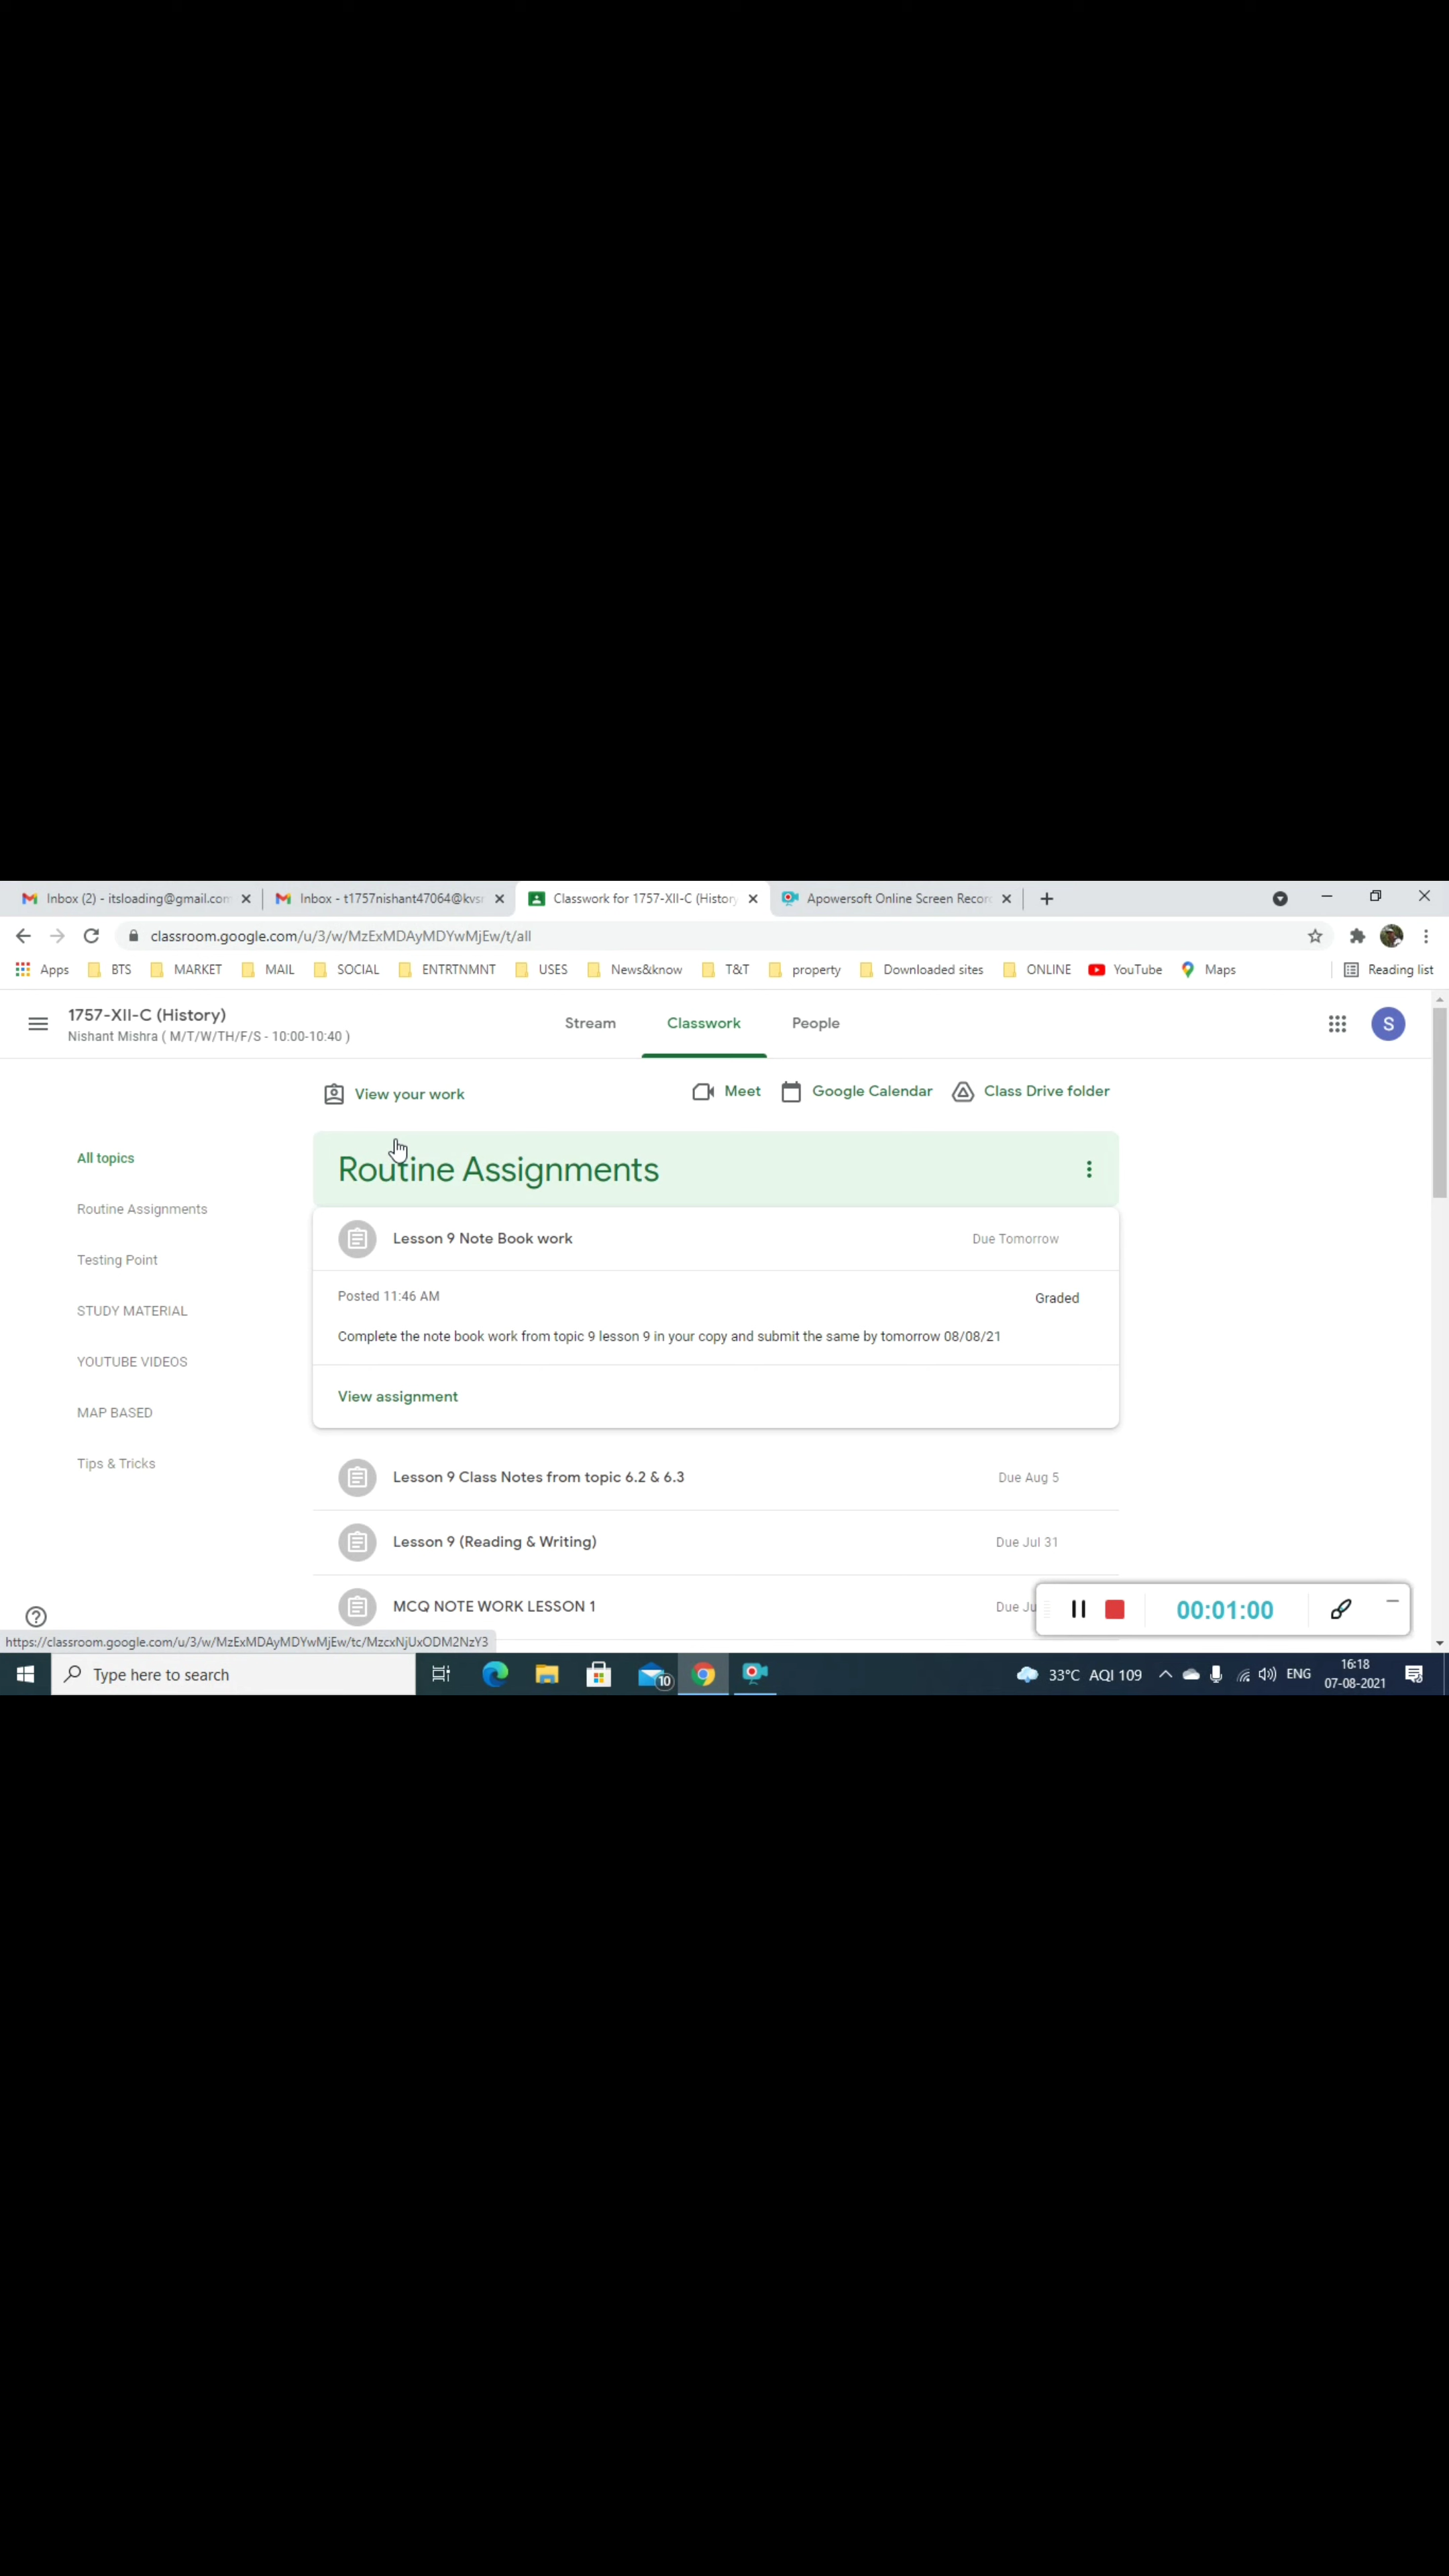 Inbox (2) - itsloading@gmail.com
Inbox - t1757nishant47064@kvsr
Classwork for 1757-XII-C (History
Apowersoft Online Screen Recor
classroom.google.com/u/3/w/MzExMDAyMDYwMjEw/t/all
Apps BTS MARKET MAIL SOCIAL ENTRTNMNT USES News&know T&T property Downloaded sites ONLINE YouTube Maps Reading list
1757-XII-C (History)
Nishant Mishra ( M/T/W/TH/F/S - 10:00-10:40 )
Stream Classwork People
S
View your work
Meet Google Calendar Class Drive folder
All topics
Routine Assignments
Testing Point
STUDY MATERIAL
YOUTUBE VIDEOS
MAP BASED
Tips & Tricks
Routine Assignments
Lesson 9 Note Book work Due Tomorrow
Posted 11:46 AM Graded
Complete the note book work from topic 9 lesson 9 in your copy and submit the same by tomorrow 08/08/21
View assignment
Lesson 9 Class Notes from topic 6.2 & 6.3 Due Aug 5
Lesson 9 (Reading & Writing) Due Jul 31
MCQ NOTE WORK LESSON 1 Due Ju
00:01:00
https://classroom.google.com/u/3/w/MzExMDAyMDYwMjEw/tc/MzcxNjUxODM2NzY3
Type here to search
10
33°C AQI 109
ENG
16:18
07-08-2021